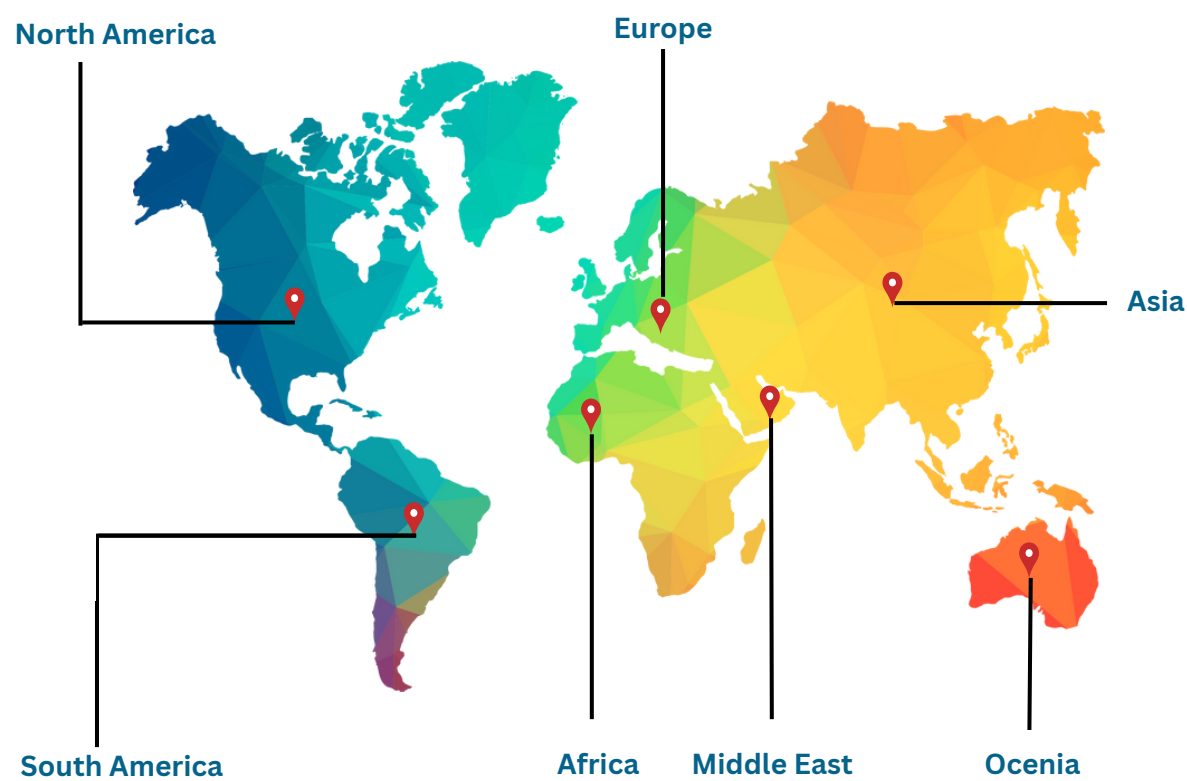 North America
Europe
Asia
South America
Africa
Middle East
Ocenia